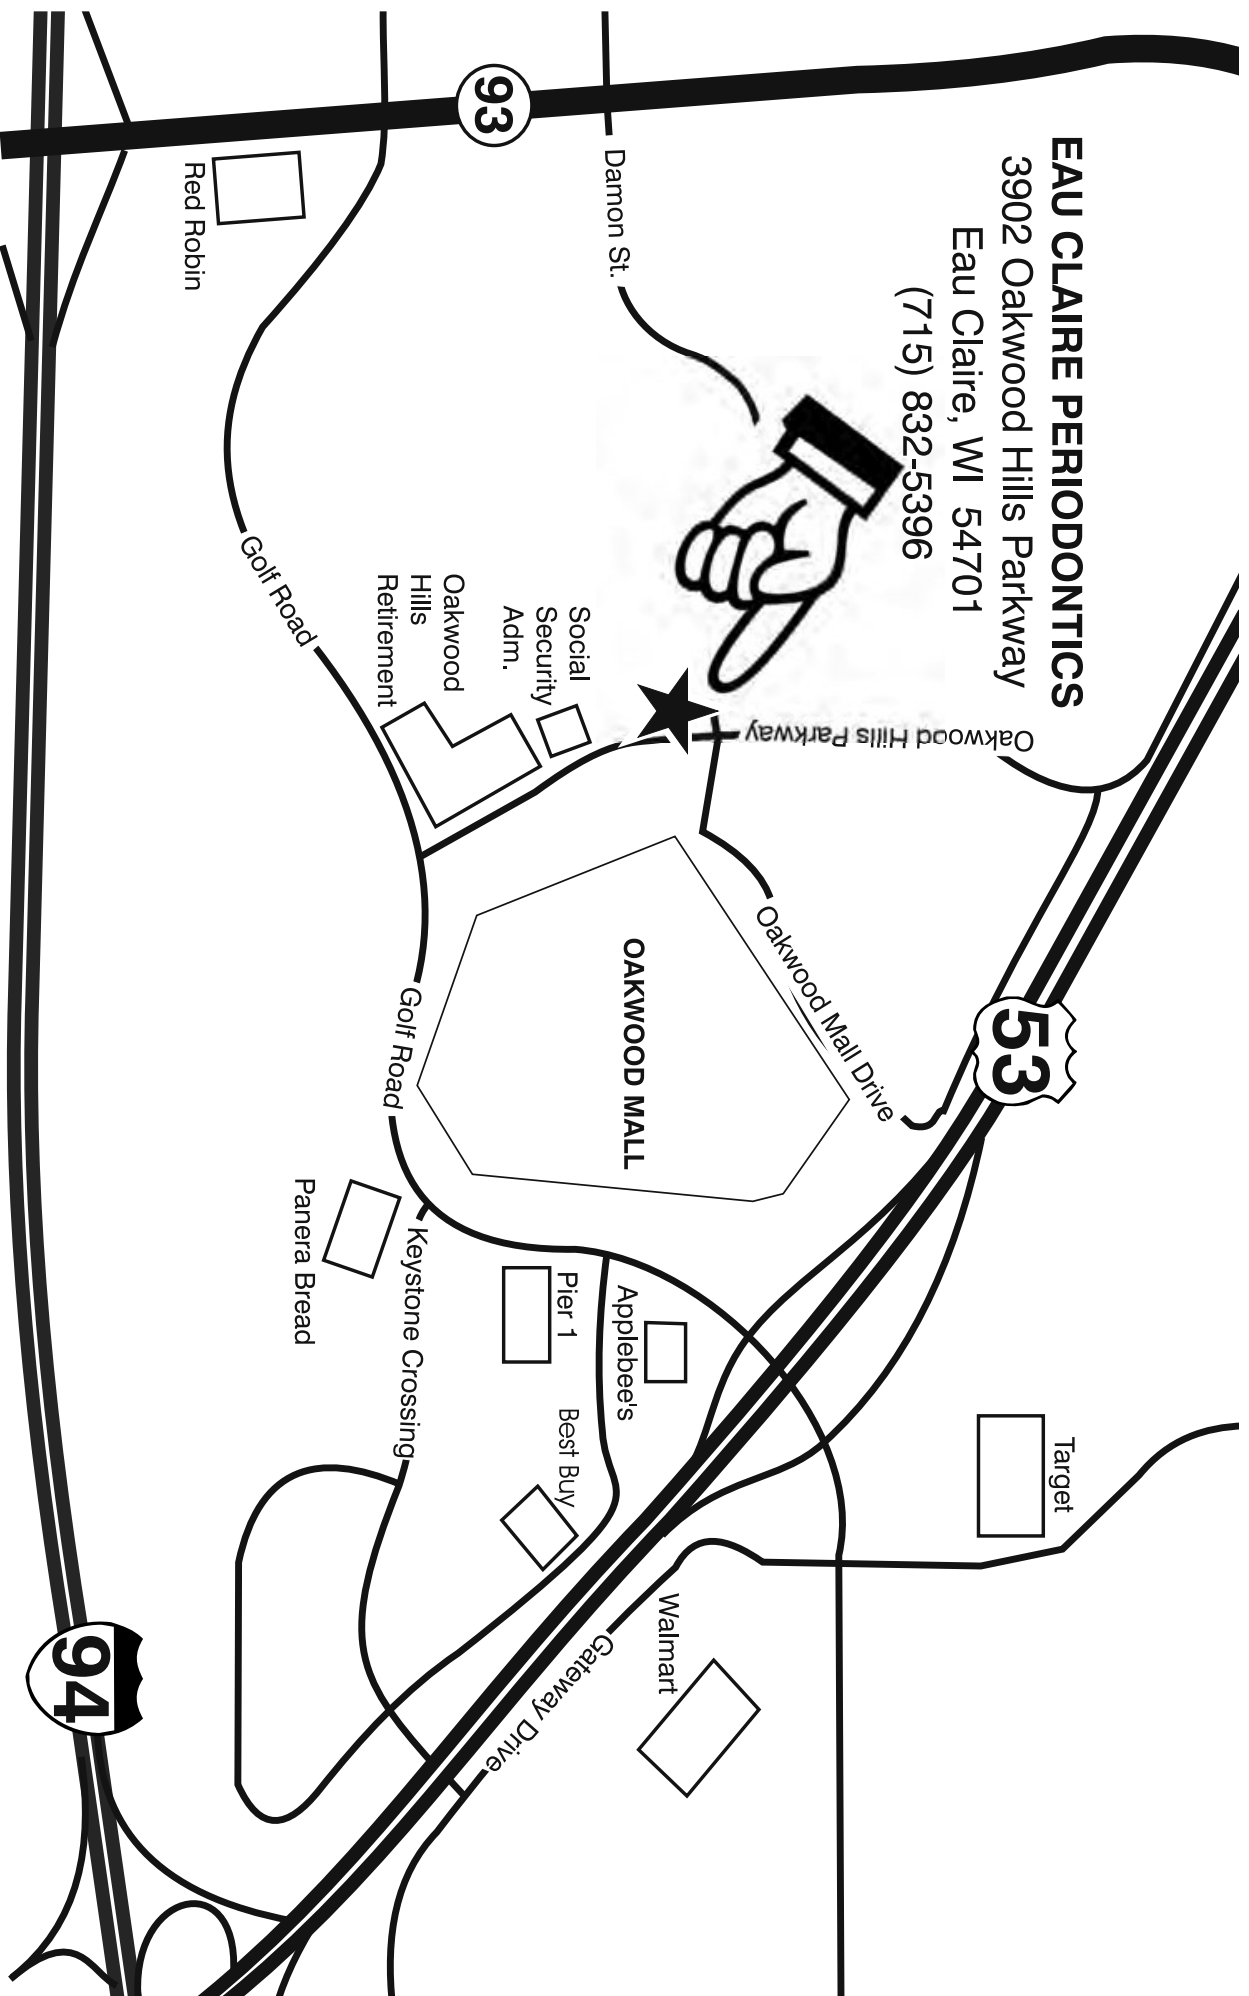 EAU CLAIRE PERIODONTICS
3902 Oakwood Hills Parkway
Eau Claire, WI 54701
(715) 832-5396
93
Damon St.
Red Robin
Golf Road
Social
Security
Adm.
Oakwood
Hills
Retirement
Oakwood Hills Parkway
53
Oakwood Mall Drive
OAKWOOD MALL
Golf Road
Target
Applebee's
Pier 1
Keystone Crossing
Panera Bread
Best Buy
Walmart
Gateway Drive
94